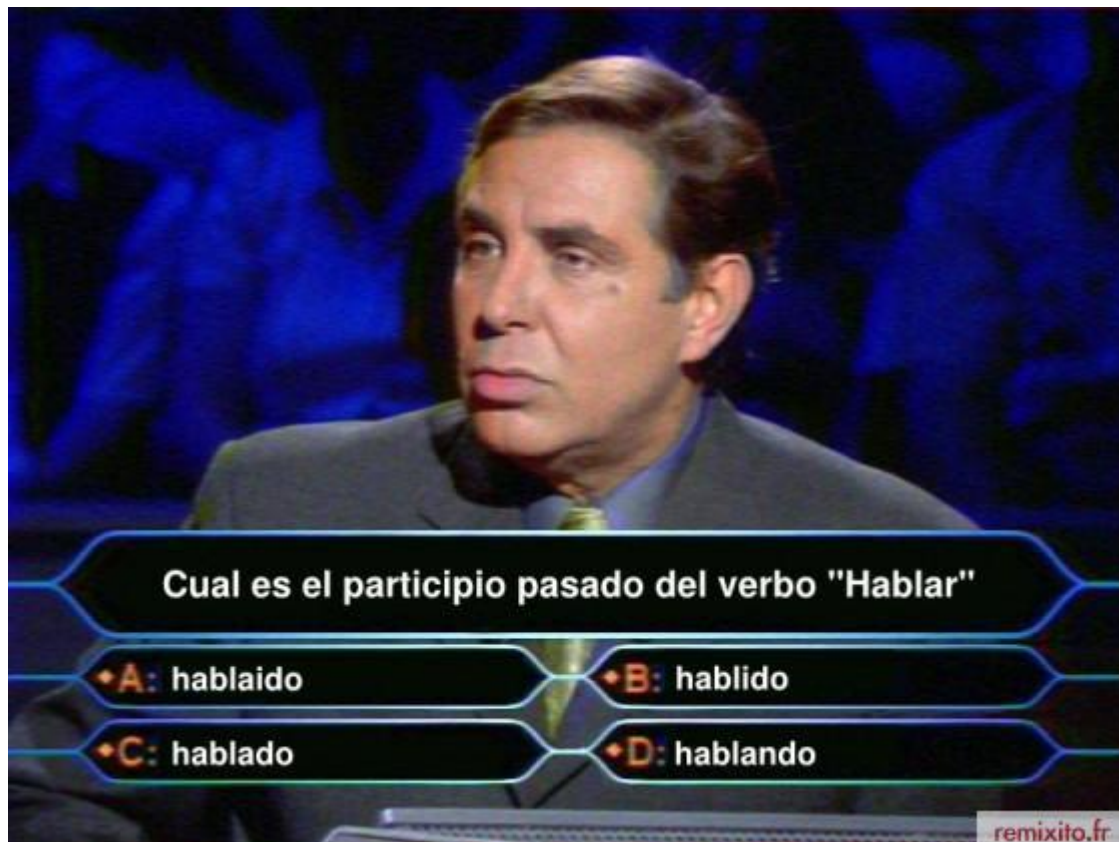 Cual es el participio pasado del verbo "Hablar"
A: hablaido
B: hablido
C: hablado
D: hablando
remixito.fr